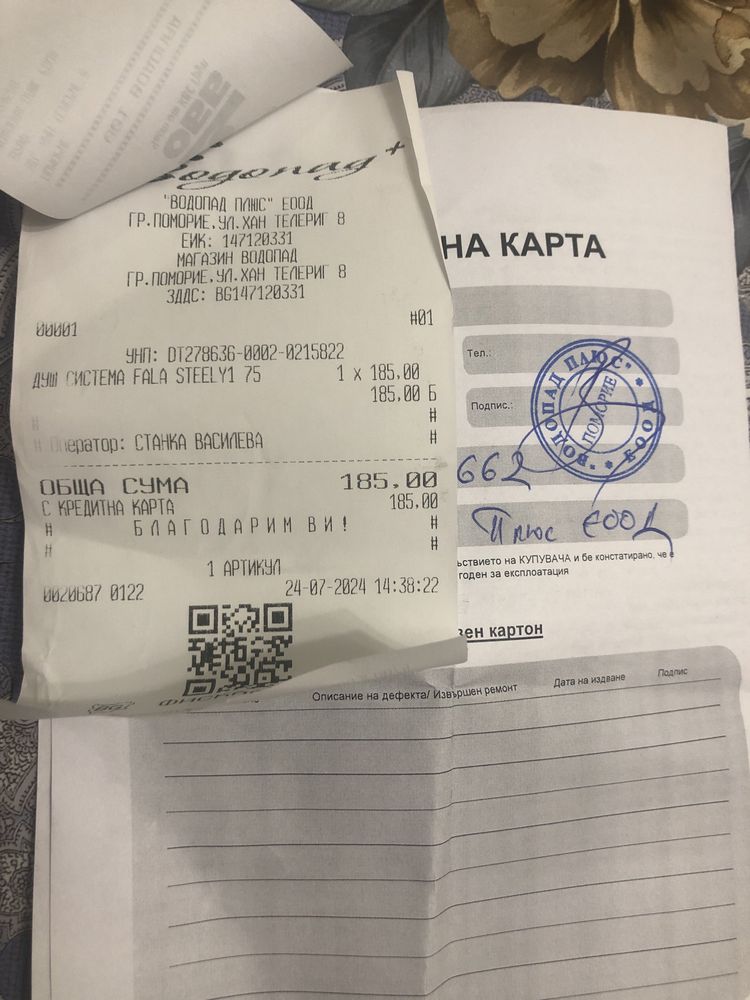 Водопад +
"ВОДОПАД ПЛЮС" ЕООД
ГР.ПОМОРИЕ,УЛ.ХАН ТЕЛЕРИГ 8
ЕИК: 147120331
МАГАЗИН ВОДОПАД
ГР.ПОМОРИЕ,УЛ.ХАН ТЕЛЕРИГ 8
ЗДДС: BG147120331
00001 #01
УНП: DT278636-0002-0215822
ДУШ СИСТЕМА FALA STEELY1 75 1 x 185.00
185.00 Б
# #
# Оператор: СТАНКА ВАСИЛЕВА #
ОБЩА СУМА 185,00
С КРЕДИТНА КАРТА 185,00
# БЛАГОДАРИМ ВИ! #
# #
1 АРТИКУЛ
0020687 0122 24-07-2024 14:38:22
НА КАРТА
Тел.:
Подпис.:
"ВОДОПАД ПЛЮС" * ЕООД *
ПОМОРИЕ
662
Плюс ЕООД
ьствието на КУПУВАЧА и бе констатирано, че е
годен за експлоатация
вен картон
Описание на дефекта/ Извършен ремонт Дата на издаване Подпис